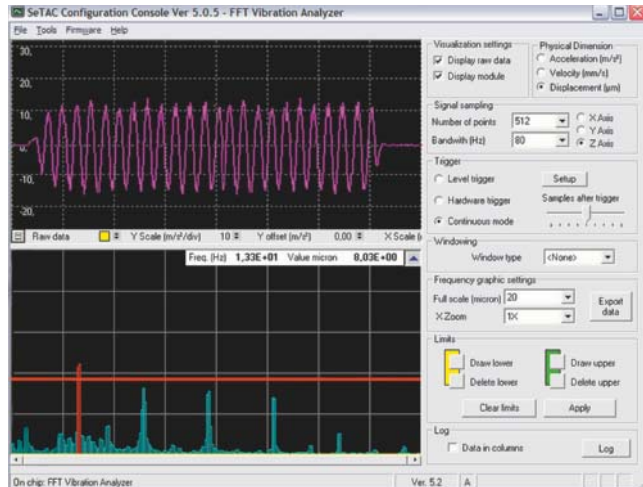 SeTAC Configuration Console Ver 5.0.5 - FFT Vibration Analyzer
File Tools Firmware Help
30,
20,
10,
0,
-10,
-20,
Raw data Y Scale (m/s²/div) 10 Y offset (m/s²) 0,00 X Scale (
Freq. (Hz) 1,33E+01 Value micron 8,03E+00
Visualization settings
Display raw data
Display module
Physical Dimension
Acceleration (m/s²)
Velocity (mm/s)
Displacement (µm)
Signal sampling
Number of points 512
Bandwith (Hz) 80
X Axis
Y Axis
Z Axis
Trigger
Level trigger Setup
Hardware trigger Samples after trigger
Continuous mode
Windowing
Window type <None>
Frequency graphic settings
Full scale (micron) 20
X Zoom 1X
Export
data
Limits
Draw lower Draw upper
Delete lower Delete upper
Clear limits Apply
Log
Data in columns Log
On chip: FFT Vibration Analyzer Ver. 5.2 A